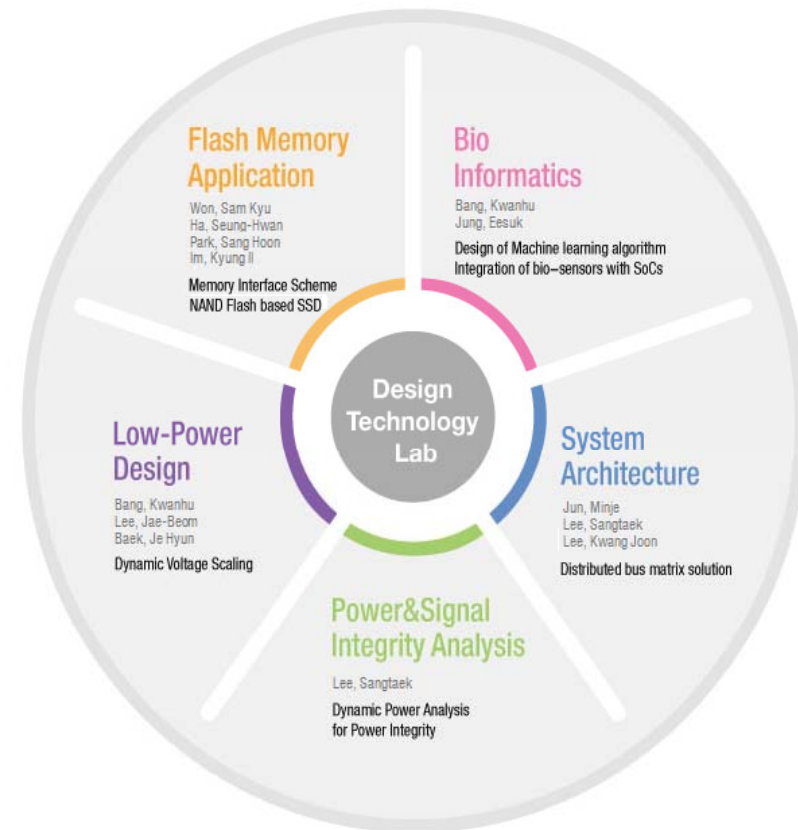 Flash Memory
Application
Won, Sam Kyu
Ha, Seung-Hwan
Park, Sang Hoon
Im, Kyung Il
Memory Interface Scheme
NAND Flash based SSD
Bio
Informatics
Bang, Kwanhu
Jung, Eesuk
Design of Machine learning algorithm
Integration of bio-sensors with SoCs
Design
Technology
Lab
Low-Power
Design
Bang, Kwanhu
Lee, Jae-Beom
Baek, Je Hyun
Dynamic Voltage Scaling
System
Architecture
Jun, Minje
Lee, Sangtaek
Lee, Kwang Joon
Distributed bus matrix solution
Power&Signal
Integrity Analysis
Lee, Sangtaek
Dynamic Power Analysis
for Power Integrity